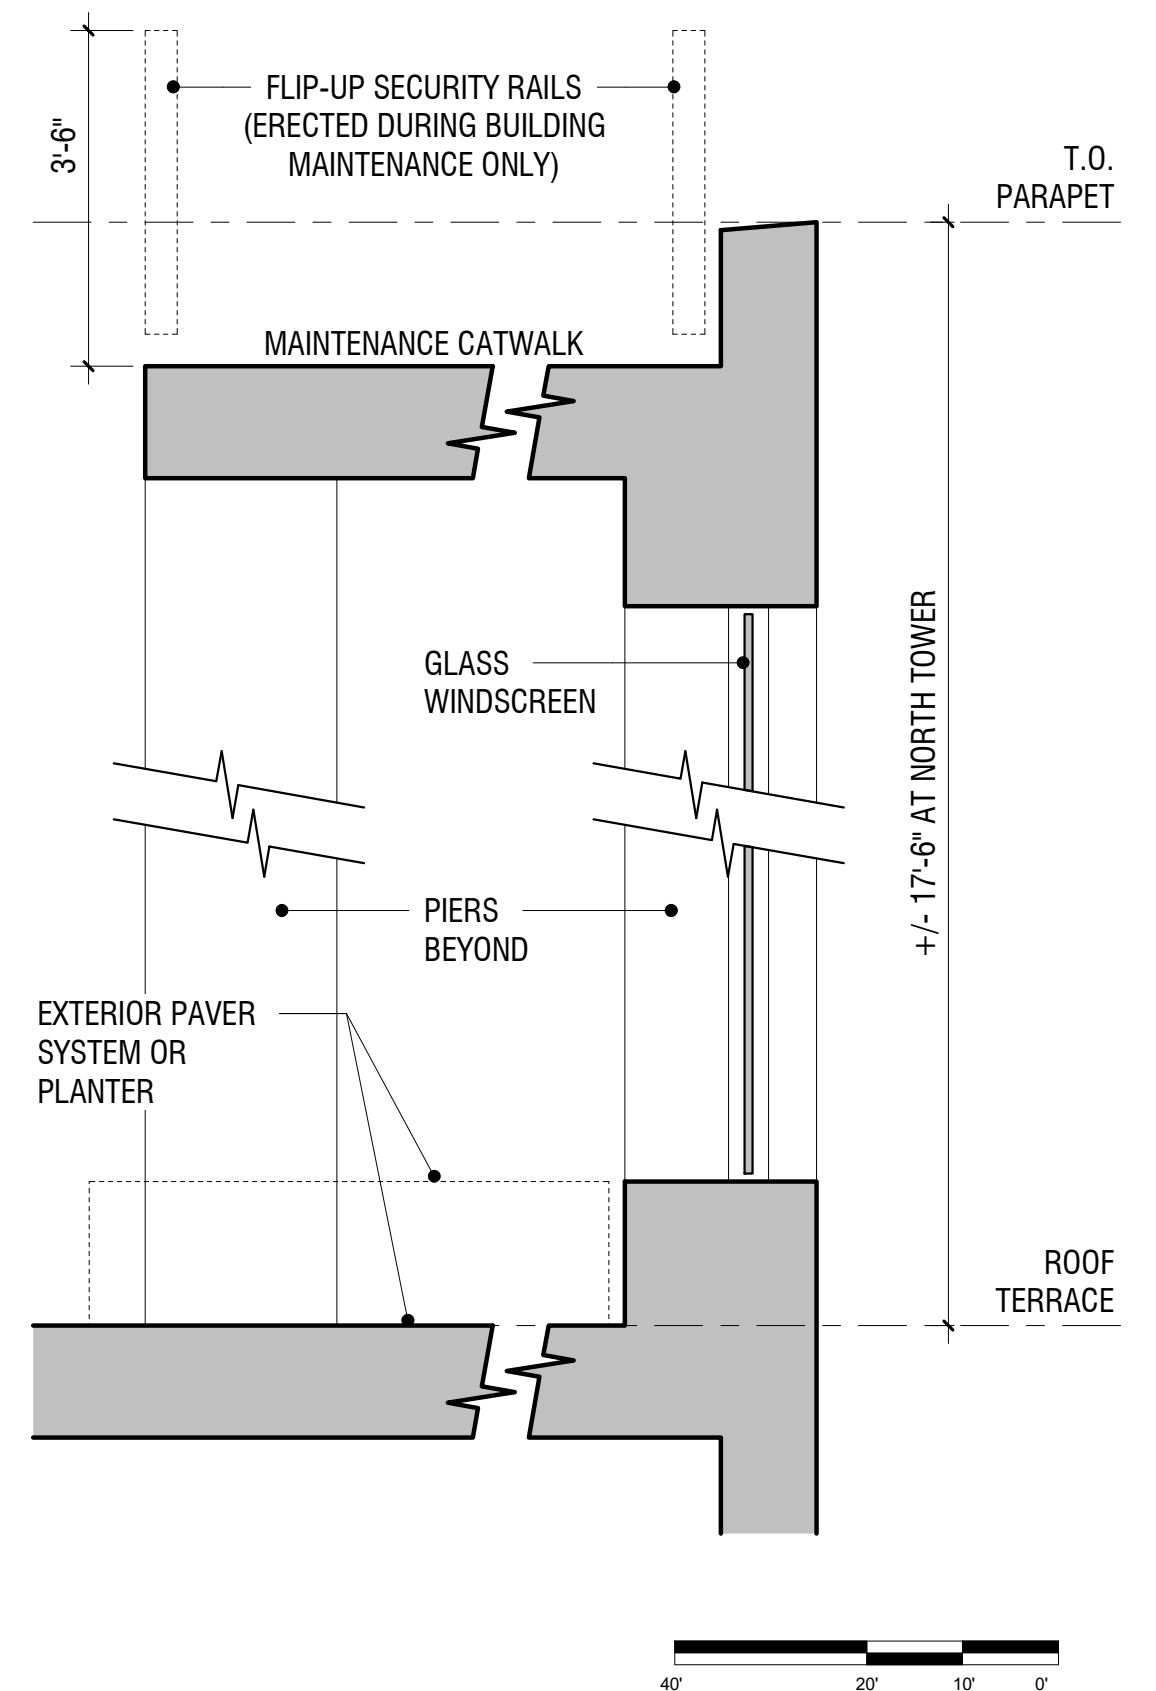 3'-6"
FLIP-UP SECURITY RAILS
(ERECTED DURING BUILDING
MAINTENANCE ONLY)
T.O.
PARAPET
MAINTENANCE CATWALK
GLASS
WINDSCREEN
+/- 17'-6" AT NORTH TOWER
PIERS
BEYOND
EXTERIOR PAVER
SYSTEM OR
PLANTER
ROOF
TERRACE
40' 20' 10' 0'